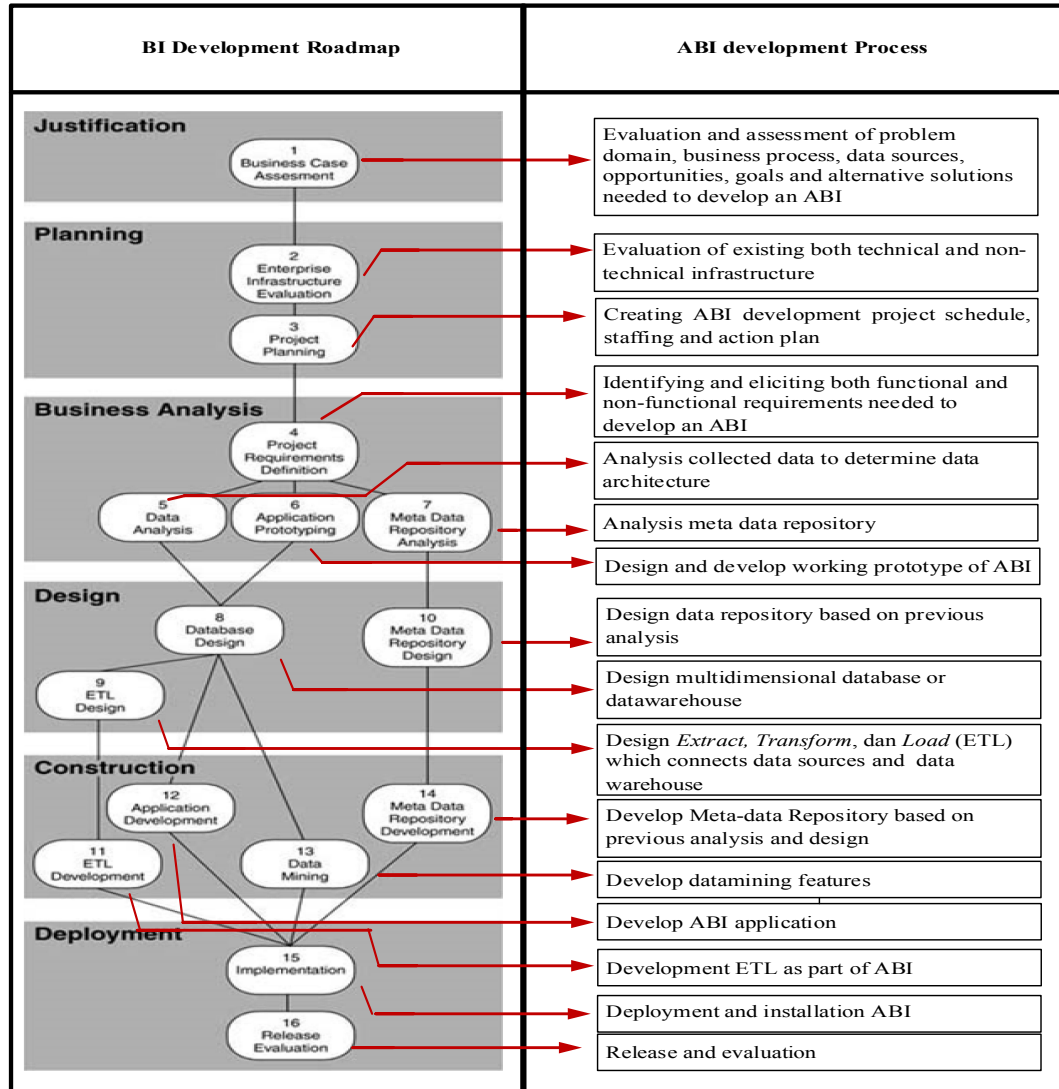 BI Development Roadmap
ABI development Process
Justification
1
Business Case
Assesment
Planning
2
Enterprise
Infrastructure
Evaluation
3
Project
Planning
Business Analysis
4
Project
Requirements
Definition
5
Data
Analysis
6
Application
Prototyping
7
Meta Data
Repository
Analysis
Design
8
Database
Design
10
Meta Data
Repository
Design
9
ETL
Design
Construction
12
Application
Development
14
Meta Data
Repository
Development
11
ETL
Development
13
Data
Mining
Deployment
15
Implementation
16
Release
Evaluation
Evaluation and assessment of problem
domain, business process, data sources,
opportunities, goals and alternative solutions
needed to develop an ABI
Evaluation of existing both technical and non-
technical infrastructure
Creating ABI development project schedule,
staffing and action plan
Identifying and eliciting both functional and
non-functional requirements needed to
develop an ABI
Analysis collected data to determine data
architecture
Analysis meta data repository
Design and develop working prototype of ABI
Design data repository based on previous
analysis
Design multidimensional database or
datawarehouse
Design Extract, Transform, dan Load (ETL)
which connects data sources and data
warehouse
Develop Meta-data Repository based on
previous analysis and design
Develop datamining features
Develop ABI application
Development ETL as part of ABI
Deployment and installation ABI
Release and evaluation